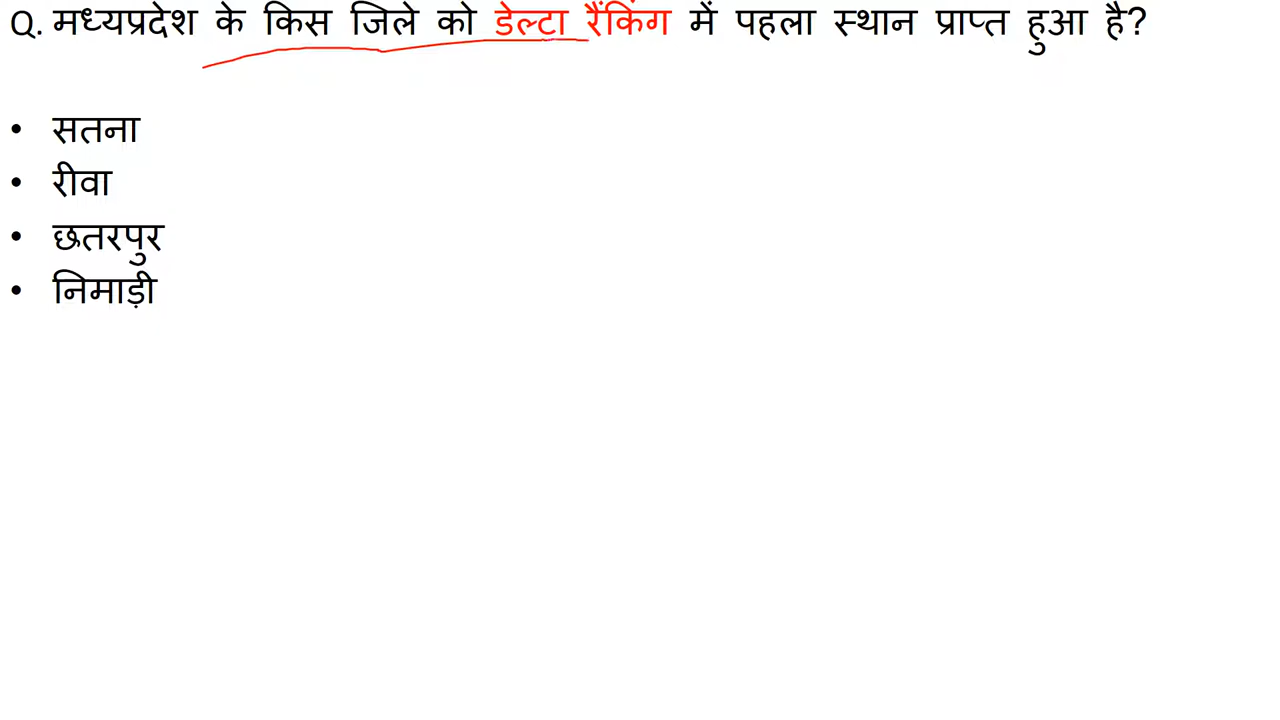 Q. मध्यप्रदेश के किस जिले को डेल्टा रैंकिंग में पहला स्थान प्राप्त हुआ है?
• सतना
• रीवा
• छतरपुर
• निमाड़ी